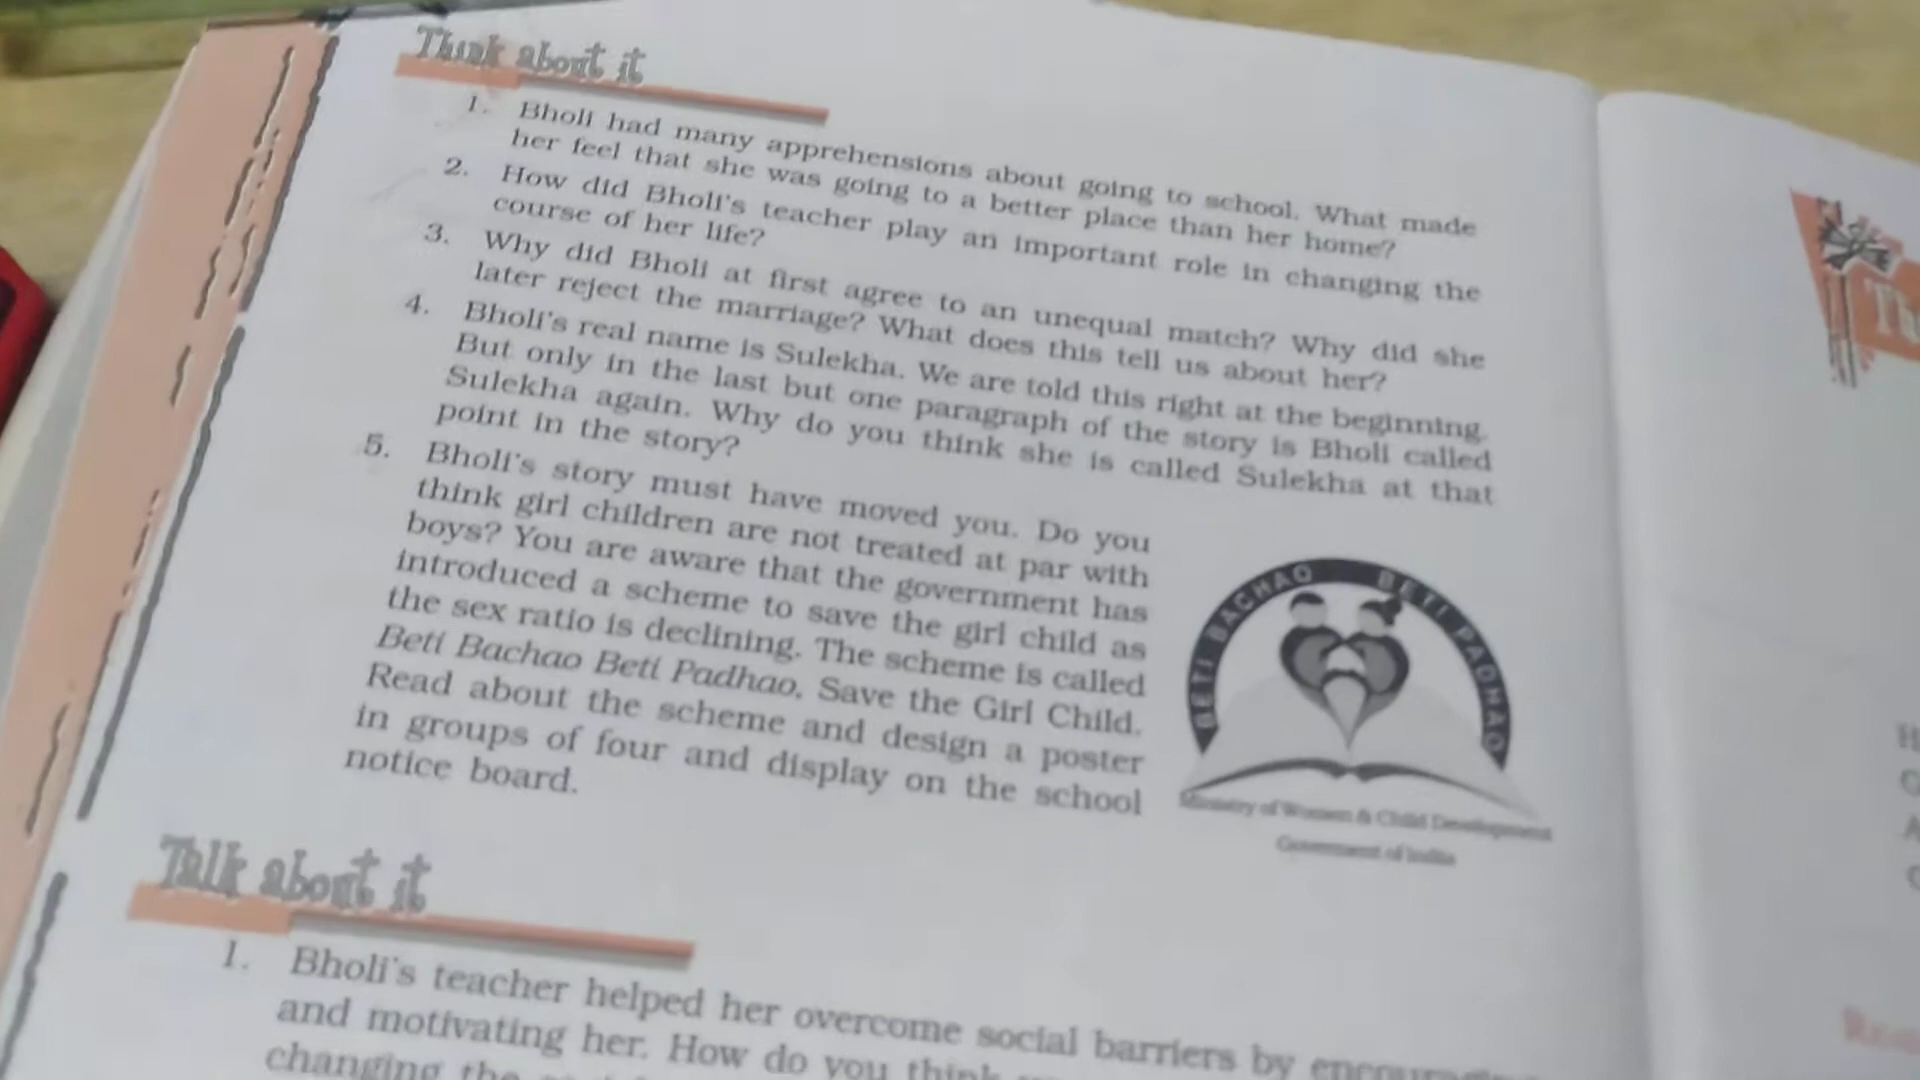 Think about it
1. Bholi had many apprehensions about going to school. What made
her feel that she was going to a better place than her home?
2. How did Bholi's teacher play an important role in changing the
course of her life?
3. Why did Bholi at first agree to an unequal match? Why did she
later reject the marriage? What does this tell us about her?
4. Bholi's real name is Sulekha. We are told this right at the beginning.
But only in the last but one paragraph of the story is Bholi called
Sulekha again. Why do you think she is called Sulekha at that
point in the story?
5. Bholi's story must have moved you. Do you
think girl children are not treated at par with
boys? You are aware that the government has
introduced a scheme to save the girl child as
the sex ratio is declining. The scheme is called
Beti Bachao Beti Padhao, Save the Girl Child.
Read about the scheme and design a poster
in groups of four and display on the school
notice board.
BETI BACHAO BETI PADHAO
Ministry of Women & Child Development
Government of India
Talk about it
1. Bholi's teacher helped her overcome social barriers by
and motivating her. How do you think
changing the